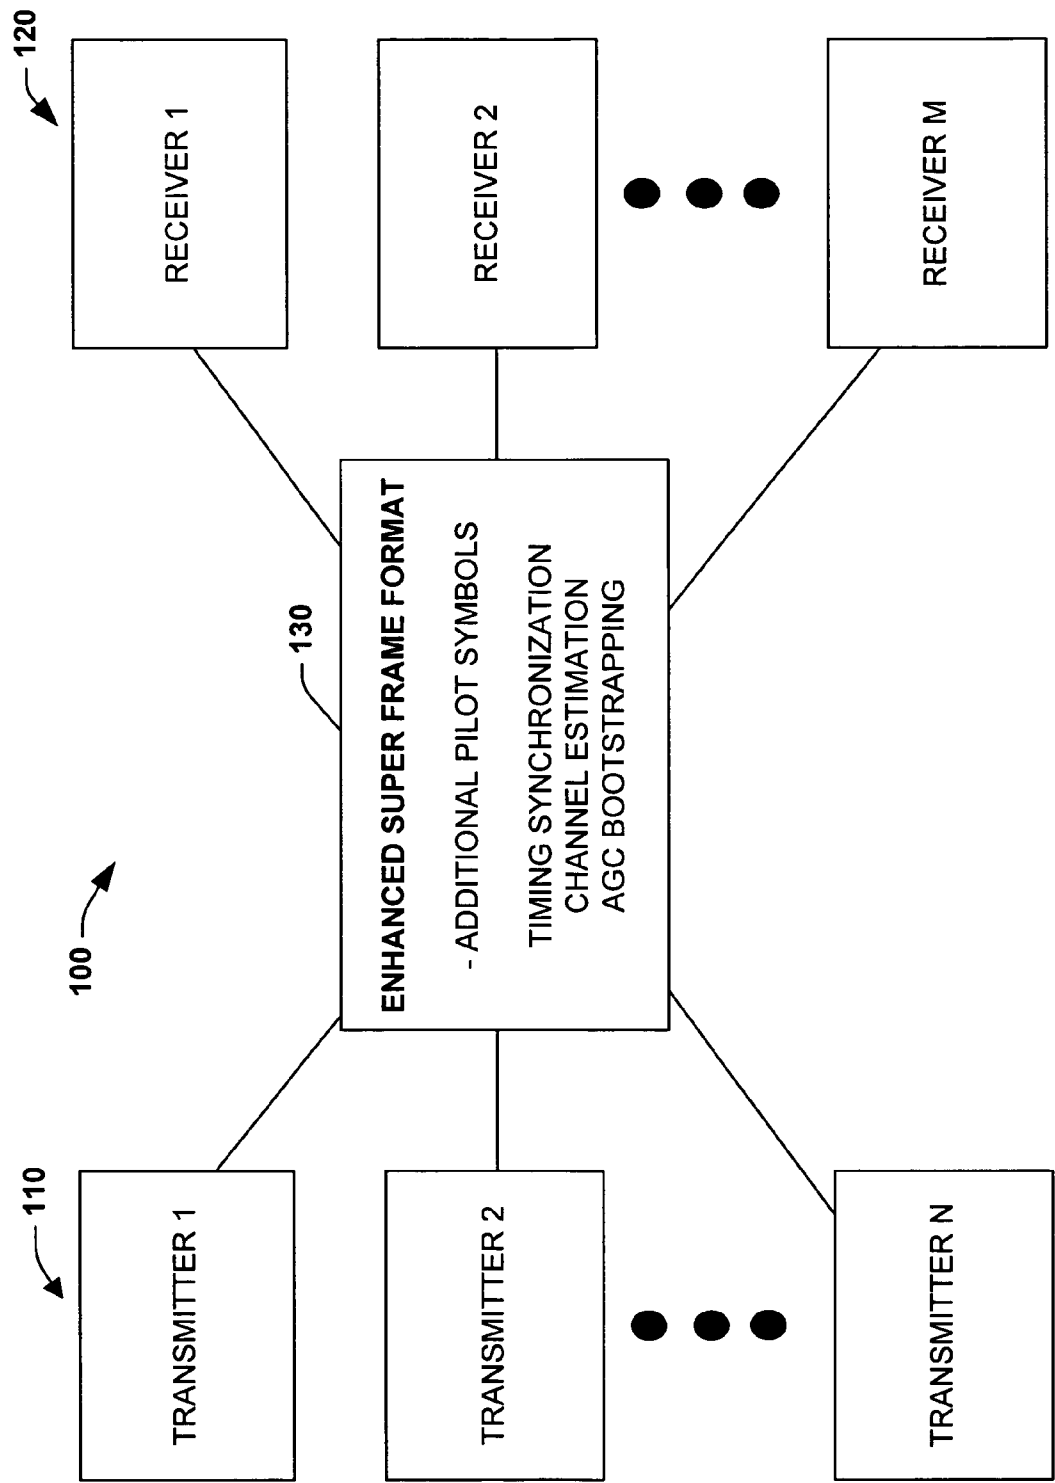 100
110
TRANSMITTER 1
TRANSMITTER 2
TRANSMITTER N
130
ENHANCED SUPER FRAME FORMAT
- ADDITIONAL PILOT SYMBOLS
TIMING SYNCHRONIZATION
CHANNEL ESTIMATION
AGC BOOTSTRAPPING
120
RECEIVER 1
RECEIVER 2
RECEIVER M